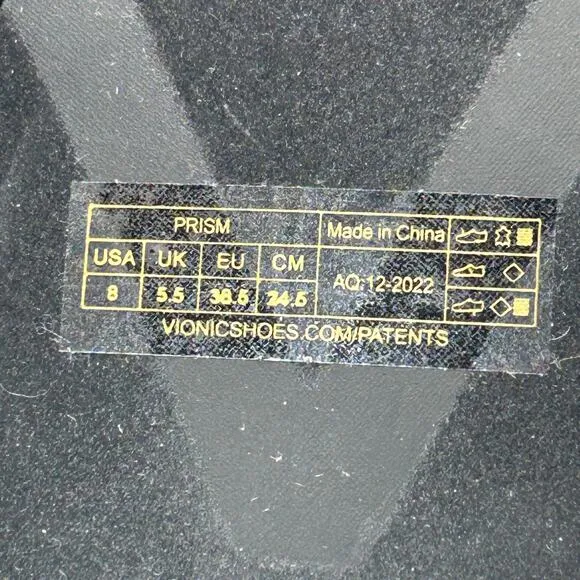 PRISM Made in China
USA UK EU CM
AQ:12-2022
8 5.5 38.5 24.5
VIONICSHOES.COM/PATENTS